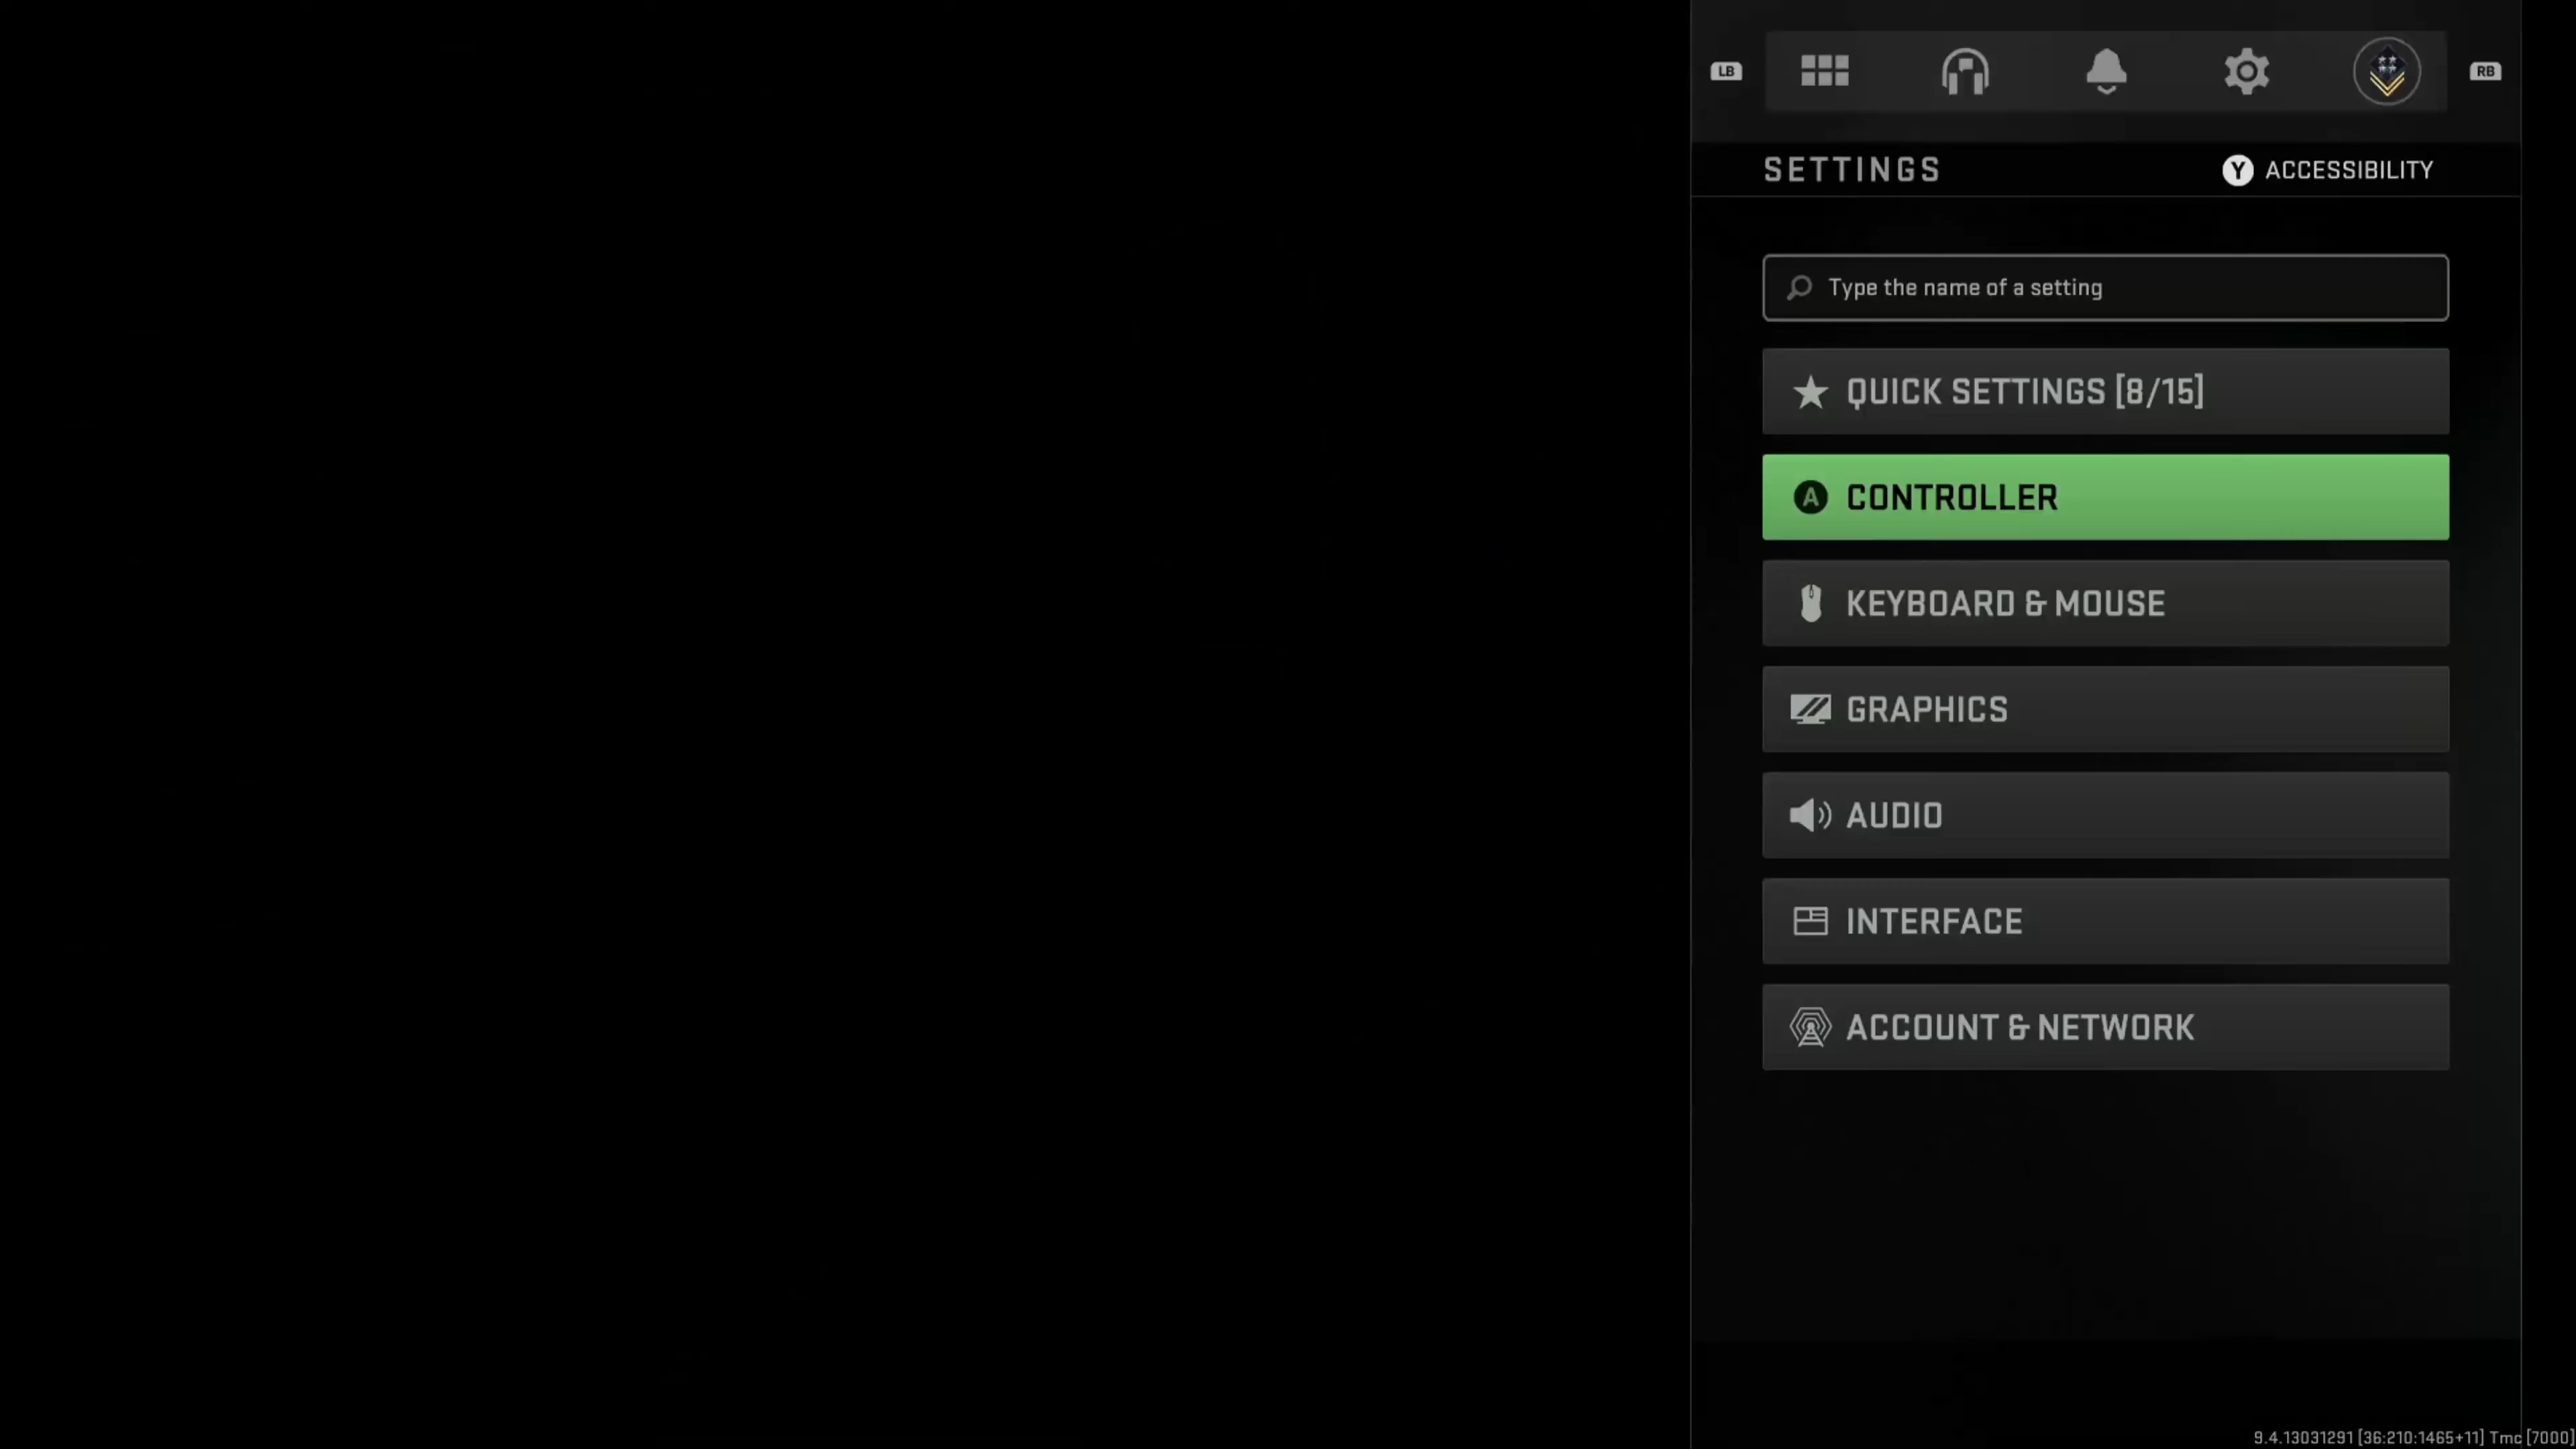 LB
RB
SETTINGS
Y ACCESSIBILITY
Type the name of a setting
QUICK SETTINGS [8/15]
A CONTROLLER
KEYBOARD & MOUSE
GRAPHICS
AUDIO
INTERFACE
ACCOUNT & NETWORK
9.4.13031291 [36:210:1465+11] Tmc [7000]